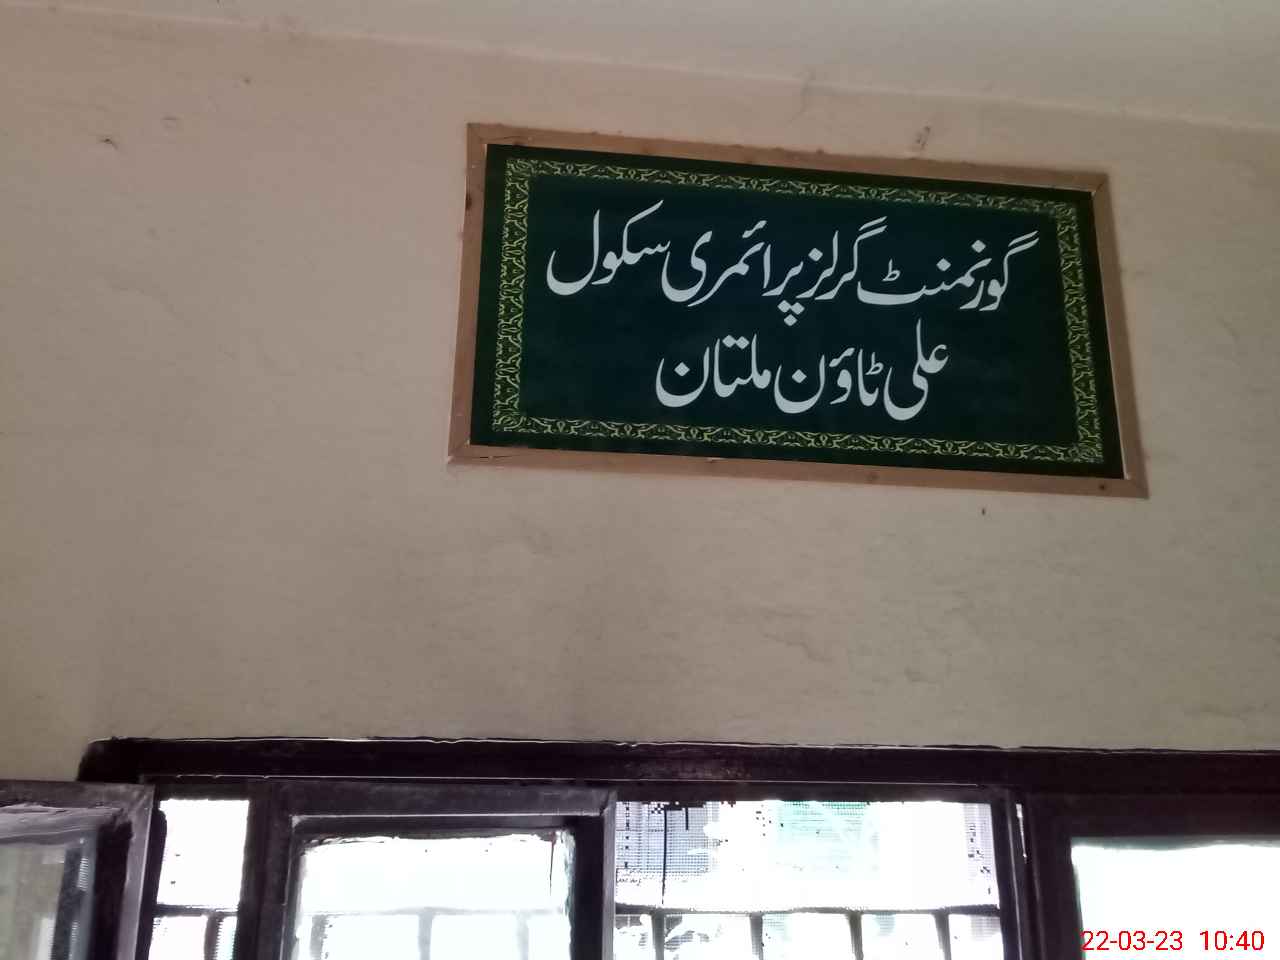 گورنمنٹ گرلز پرائمری سکول
علی ٹاؤن ملتان
22-03-23 10:40